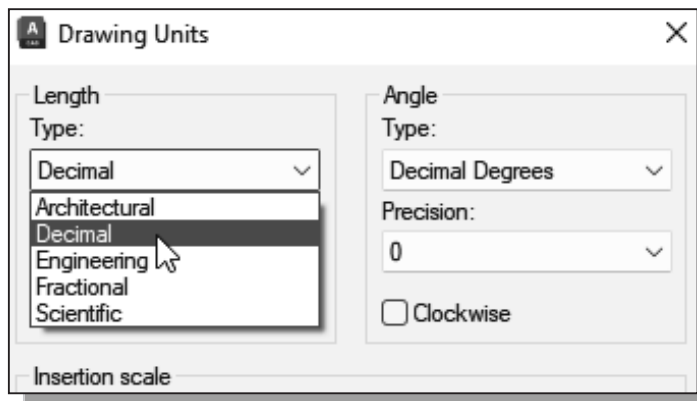 A
CAD
Drawing Units
Length
Type:
Decimal
Architectural
Decimal
Engineering
Fractional
Scientific
Angle
Type:
Decimal Degrees
Precision:
0
Clockwise
Insertion scale